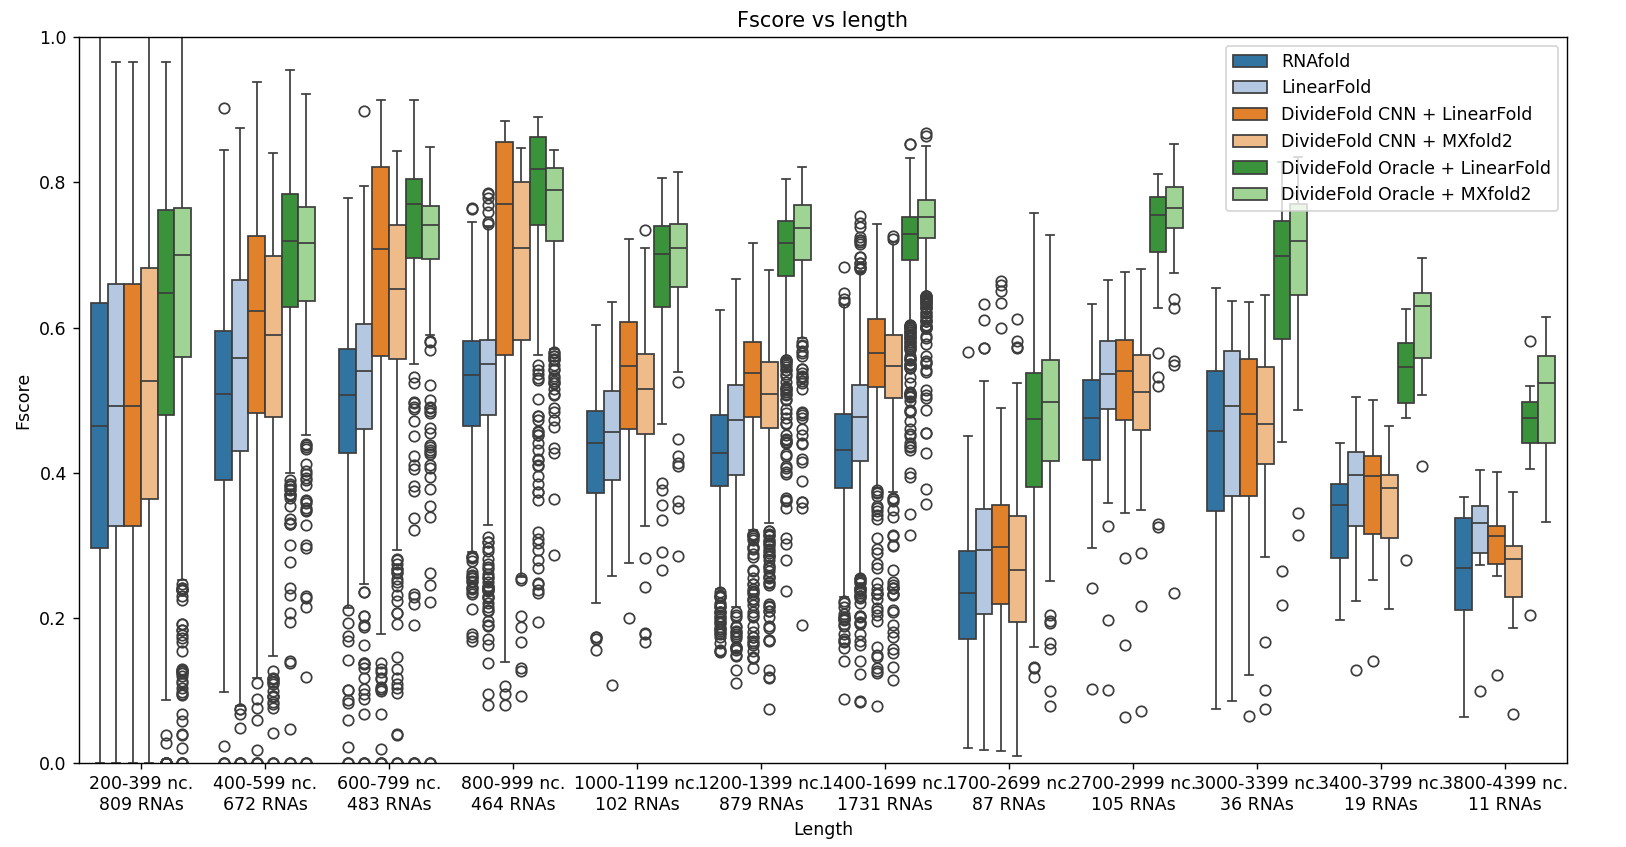 Fscore vs length
RNAfold
LinearFold
DivideFold CNN + LinearFold
DivideFold CNN + MXfold2
DivideFold Oracle + LinearFold
DivideFold Oracle + MXfold2
Fscore
1.0
0.8
0.6
0.4
0.2
0.0
200-399 nc. 400-599 nc. 600-799 nc. 800-999 nc. 1000-1199 nc. 1200-1399 nc. 1400-1699 nc. 1700-2699 nc. 2700-2999 nc. 3000-3399 nc. 3400-3799 nc. 3800-4399 nc.
809 RNAs 672 RNAs 483 RNAs 464 RNAs 102 RNAs 879 RNAs 1731 RNAs 87 RNAs 105 RNAs 36 RNAs 19 RNAs 11 RNAs
Length